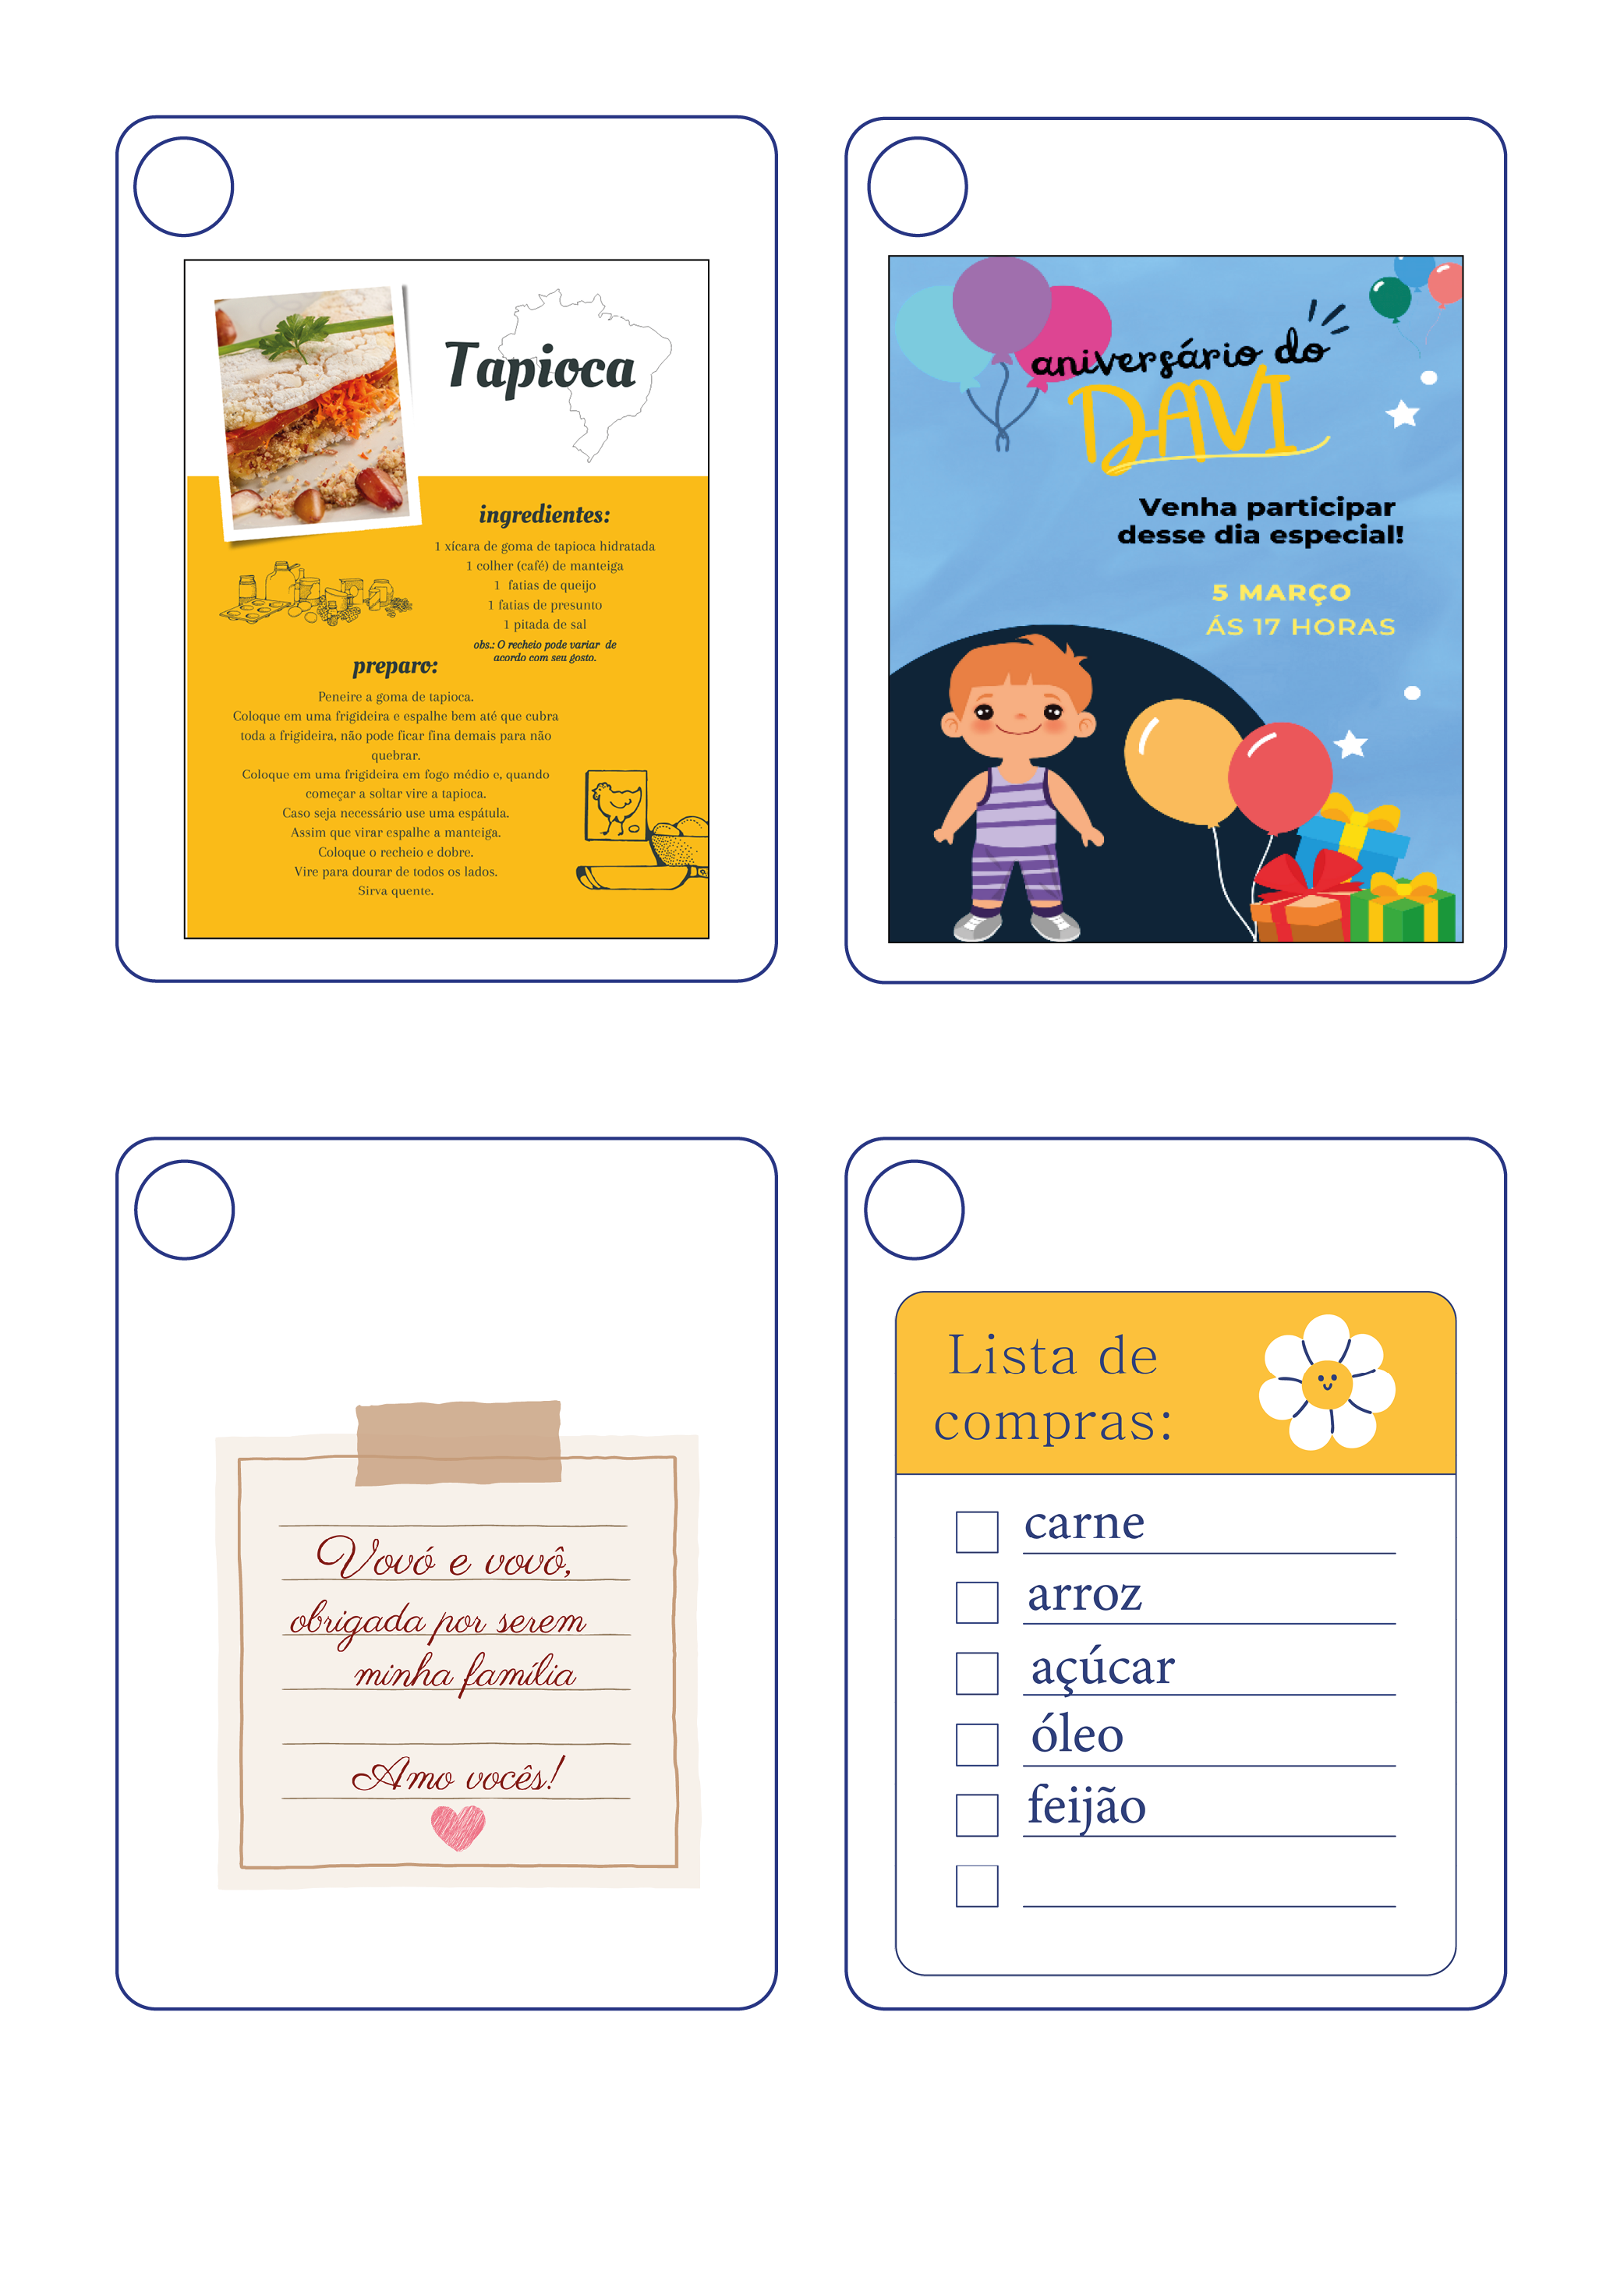 Tapioca
ingredientes:
1 xícara de goma de tapioca hidratada
1 colher (café) de manteiga
1 fatias de queijo
1 fatias de presunto
1 pitada de sal
obs.: O recheio pode variar de
acordo com seu gosto.
preparo:
Peneire a goma de tapioca.
Coloque em uma frigideira e espalhe bem até que cubra
toda a frigideira, não pode ficar fina demais para não
quebrar.
Coloque em uma frigideira em fogo médio e, quando
começar a soltar vire a tapioca.
Caso seja necessário use uma espátula.
Assim que virar espalhe a manteiga.
Coloque o recheio e dobre.
Vire para dourar de todos os lados.
Sirva quente.
aniversário do
DAVI
Venha participar
desse dia especial!
5 MARÇO
ÁS 17 HORAS
Vovó e vovô,
obrigada por serem
minha família
Amo vocês!
Lista de
compras:
carne
arroz
açúcar
óleo
feijão